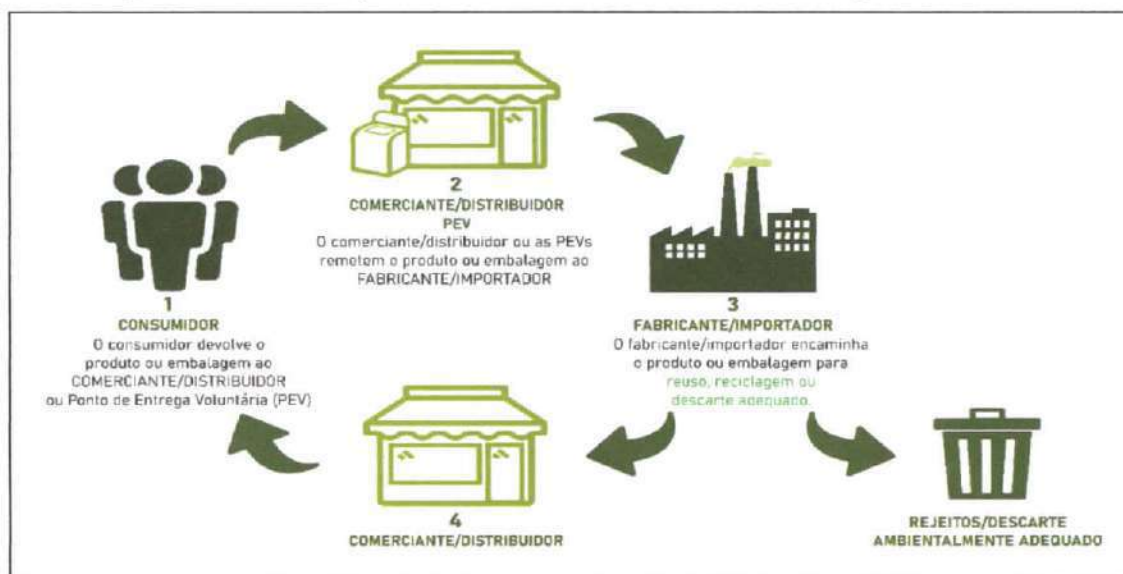 1
CONSUMIDOR
O consumidor devolve o
produto ou embalagem ao
COMERCIANTE/DISTRIBUIDOR
ou Ponto de Entrega Voluntária (PEV)
2
COMERCIANTE/DISTRIBUIDOR
PEV
O comerciante/distribuidor ou as PEVs
remetem o produto ou embalagem ao
FABRICANTE/IMPORTADOR
3
FABRICANTE/IMPORTADOR
O fabricante/importador encaminha
o produto ou embalagem para
reuso, reciclagem ou
descarte adequado.
4
COMERCIANTE/DISTRIBUIDOR
REJEITOS/DESCARTE
AMBIENTALMENTE ADEQUADO